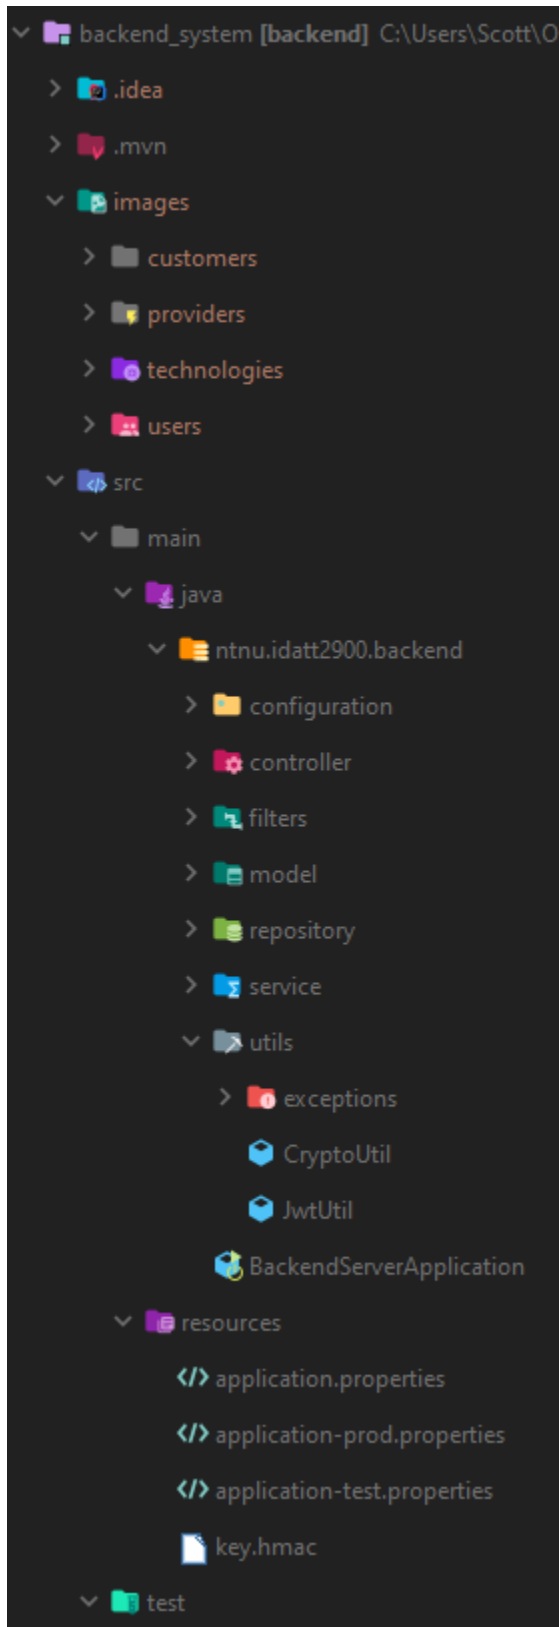 backend_system [backend] C:\Users\Scott\O
.idea
.mvn
images
customers
providers
technologies
users
src
main
java
ntnu.idatt2900.backend
configuration
controller
filters
model
repository
service
utils
exceptions
CryptoUtil
JwtUtil
BackendServerApplication
resources
application.properties
application-prod.properties
application-test.properties
key.hmac
test